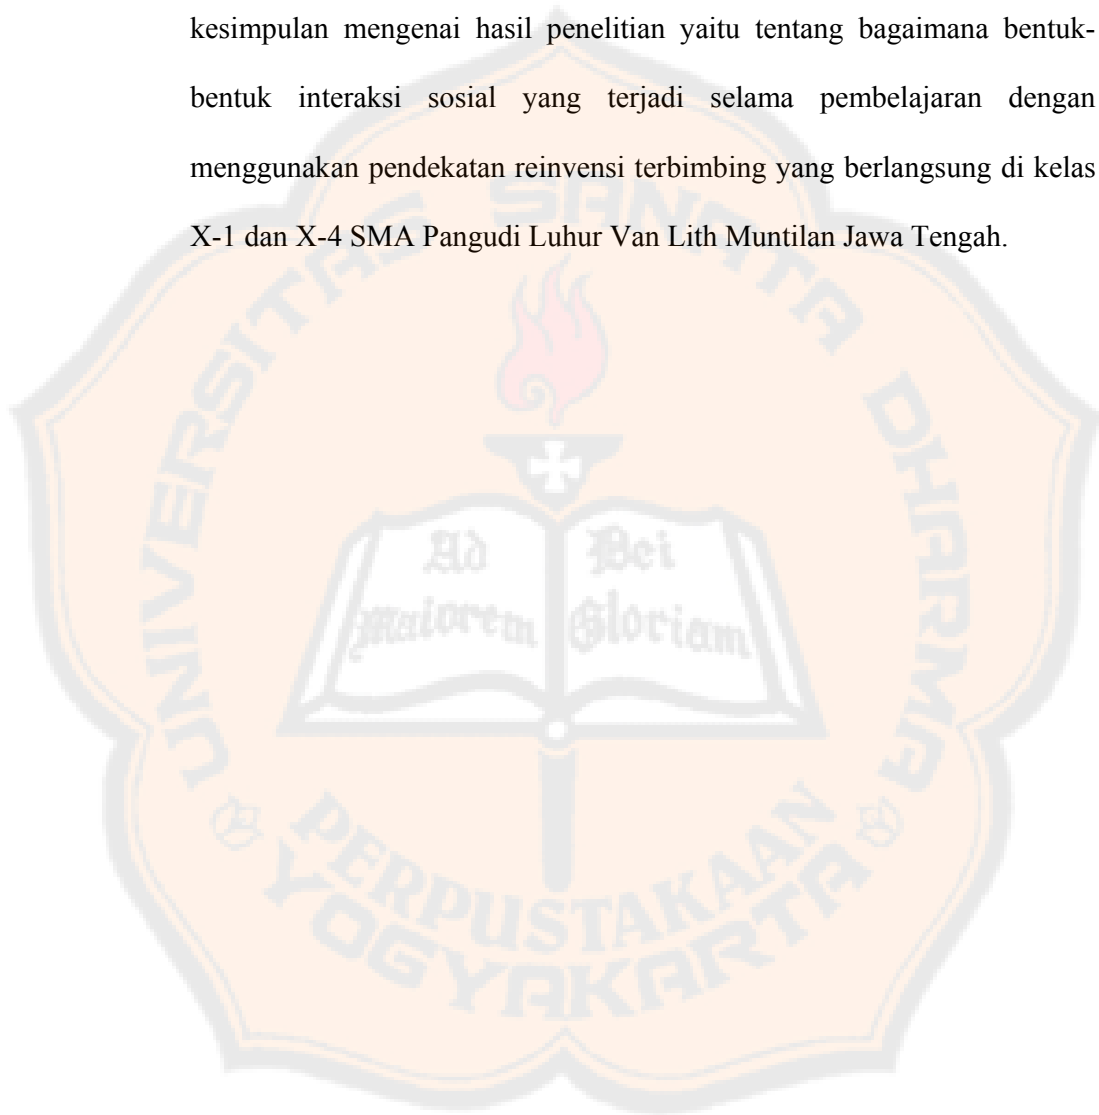 kesimpulan mengenai hasil penelitian yaitu tentang bagaimana bentuk-
bentuk interaksi sosial yang terjadi selama pembelajaran dengan
menggunakan pendekatan reinvensi terbimbing yang berlangsung di kelas
X-1 dan X-4 SMA Pangudi Luhur Van Lith Muntilan Jawa Tengah.
UNIVERSITAS SANATA DHARMA
Ad Dei
maiorem Gloriam
PERPUSTAKAAN
YOGYAKARTA